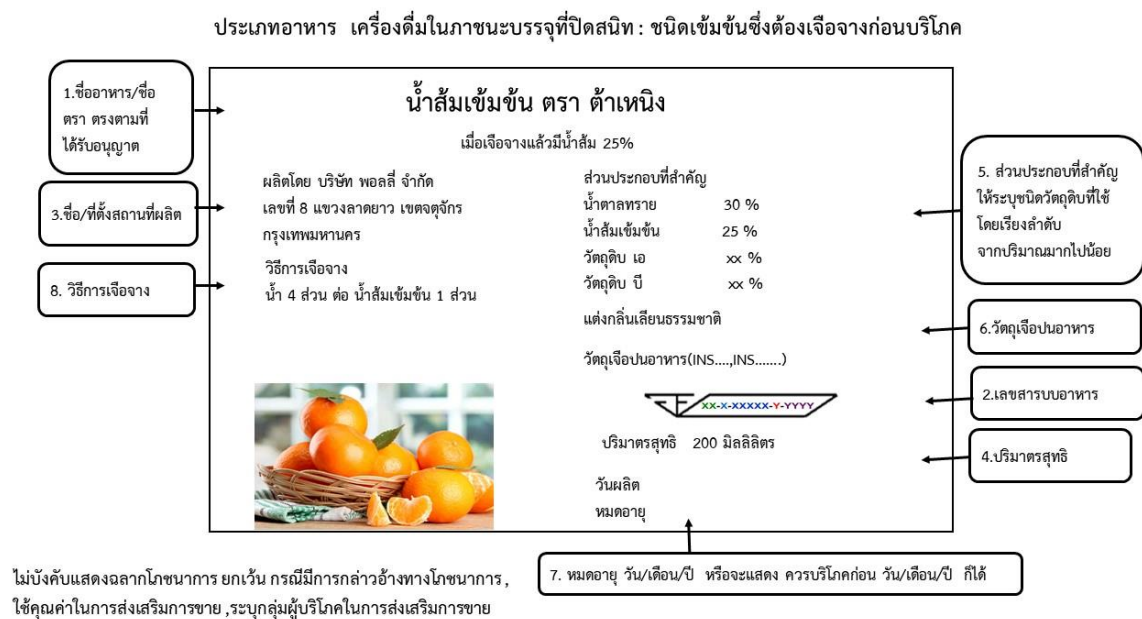 ประเภทอาหาร เครื่องดื่มในภาชนะบรรจุที่ปิดสนิท : ชนิดเข้มข้นซึ่งต้องเจือจางก่อนบริโภค
1.ชื่ออาหาร/ชื่อ
ตรา ตรงตามที่
ได้รับอนุญาต
น้ำส้มเข้มข้น ตรา ต้าเหนิง
เมื่อเจือจางแล้วมีน้ำส้ม 25%
3.ชื่อ/ที่ตั้งสถานที่ผลิต
ผลิตโดย บริษัท พอลลี่ จำกัด
เลขที่ 8 แขวงลาดยาว เขตจตุจักร
กรุงเทพมหานคร
8. วิธีการเจือจาง
วิธีการเจือจาง
น้ำ 4 ส่วน ต่อ น้ำส้มเข้มข้น 1 ส่วน
ส่วนประกอบที่สำคัญ
น้ำตาลทราย 30 %
น้ำส้มเข้มข้น 25 %
วัตถุดิบ เอ xx %
วัตถุดิบ บี xx %
5. ส่วนประกอบที่สำคัญ
ให้ระบุชนิดวัตถุดิบที่ใช้
โดยเรียงลำดับ
จากปริมาณมากไปน้อย
แต่งกลิ่นเลียนธรรมชาติ
วัตถุเจือปนอาหาร(INS....,INS.......)
6.วัตถุเจือปนอาหาร
XX-X-XXXXX-Y-YYYY
2.เลขสารบบอาหาร
ปริมาตรสุทธิ 200 มิลลิลิตร
4.ปริมาตรสุทธิ
วันผลิต
หมดอายุ
7. หมดอายุ วัน/เดือน/ปี หรือจะแสดง ควรบริโภคก่อน วัน/เดือน/ปี ก็ได้
ไม่บังคับแสดงฉลากโภชนาการ ยกเว้น กรณีมีการกล่าวอ้างทางโภชนาการ ,
ใช้คุณค่าในการส่งเสริมการขาย ,ระบุกลุ่มผู้บริโภคในการส่งเสริมการขาย